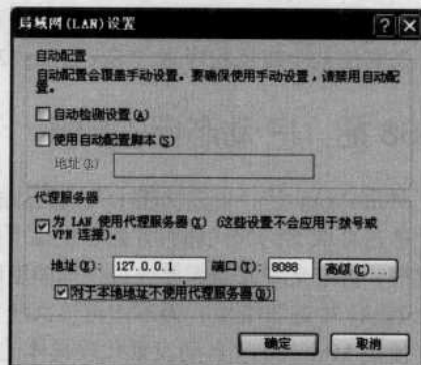 局域网(LAN)设置
自动配置
自动配置会覆盖手动设置。要确保使用手动设置，请禁用自动配
置。
自动检测设置(A)
使用自动配置脚本(S)
地址(R)
代理服务器
为 LAN 使用代理服务器(X) (这些设置不会应用于拨号或
VPN 连接)。
地址(E): 127.0.0.1 端口(T): 8088 高级(C)...
对于本地地址不使用代理服务器(B)
确定 取消